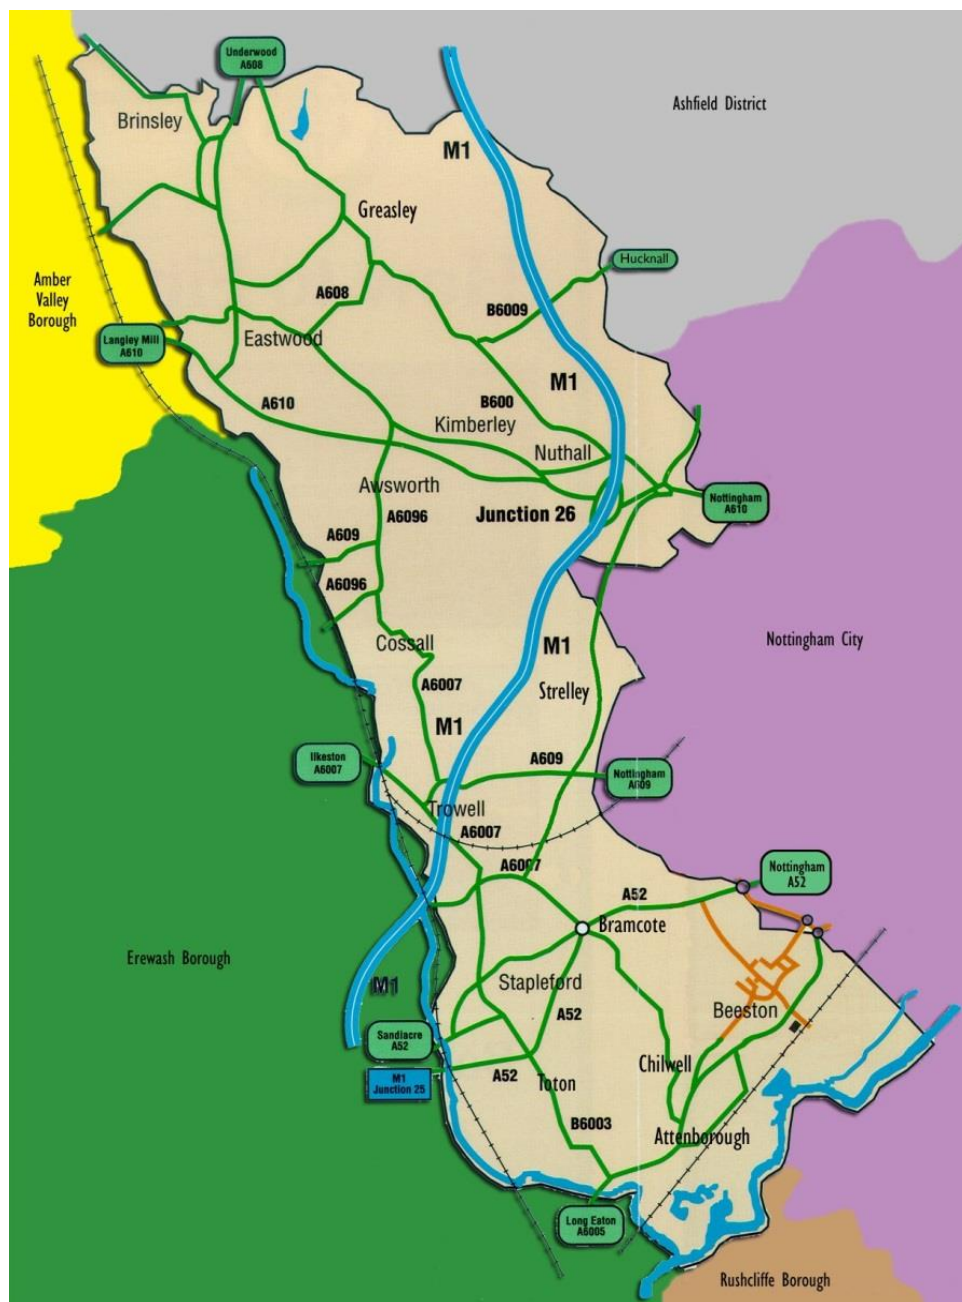 Underwood
A608
Ashfield District
Brinsley
M1
Greasley
Hucknall
Amber
Valley
Borough
A608
B6009
Langley Mill
A610
Eastwood
M1
A610
B600
Kimberley
Nuthall
Awsworth
Nottingham
A610
A6096
Junction 26
A609
A6096
Cossall
M1
Nottingham City
A6007
Strelley
M1
Ilkeston
A6007
A609
Nottingham
A609
Trowell
A6007
A6007
Nottingham
A52
A52
Bramcote
Erewash Borough
M1
Stapleford
Beeston
A52
Sandiacre
A52
Chilwell
M1
Junction 25
A52
Toton
B6003
Attenborough
Long Eaton
A6005
Rushcliffe Borough